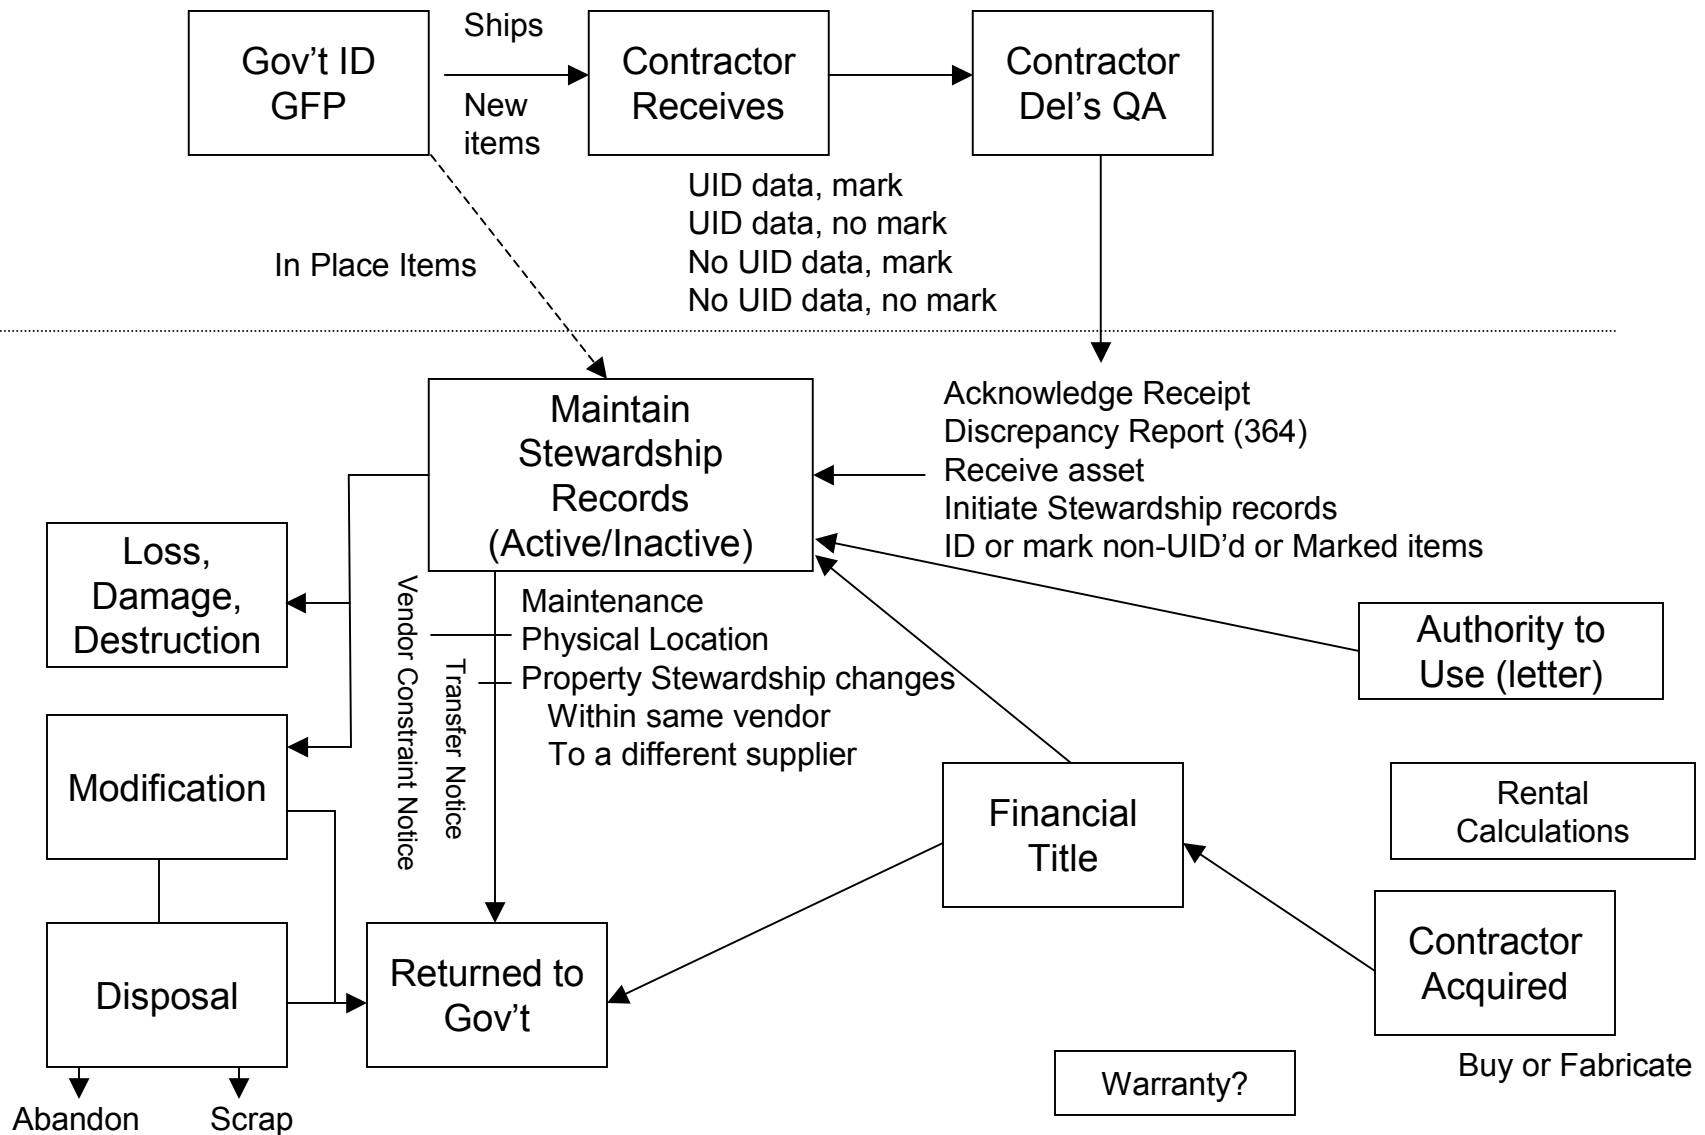 Gov’t ID
GFP
Ships
New
items
Contractor
Receives
Contractor
Del’s QA
UID data, mark
UID data, no mark
No UID data, mark
No UID data, no mark
In Place Items
Maintain
Stewardship
Records
(Active/Inactive)
Acknowledge Receipt
Discrepancy Report (364)
Receive asset
Initiate Stewardship records
ID or mark non-UID’d or Marked items
Loss,
Damage,
Destruction
Vendor Constraint Notice
Transfer Notice
Maintenance
Physical Location
Property Stewardship changes
Within same vendor
To a different supplier
Authority to
Use (letter)
Modification
Financial
Title
Rental
Calculations
Disposal
Returned to
Gov’t
Contractor
Acquired
Buy or Fabricate
Warranty?
Abandon
Scrap